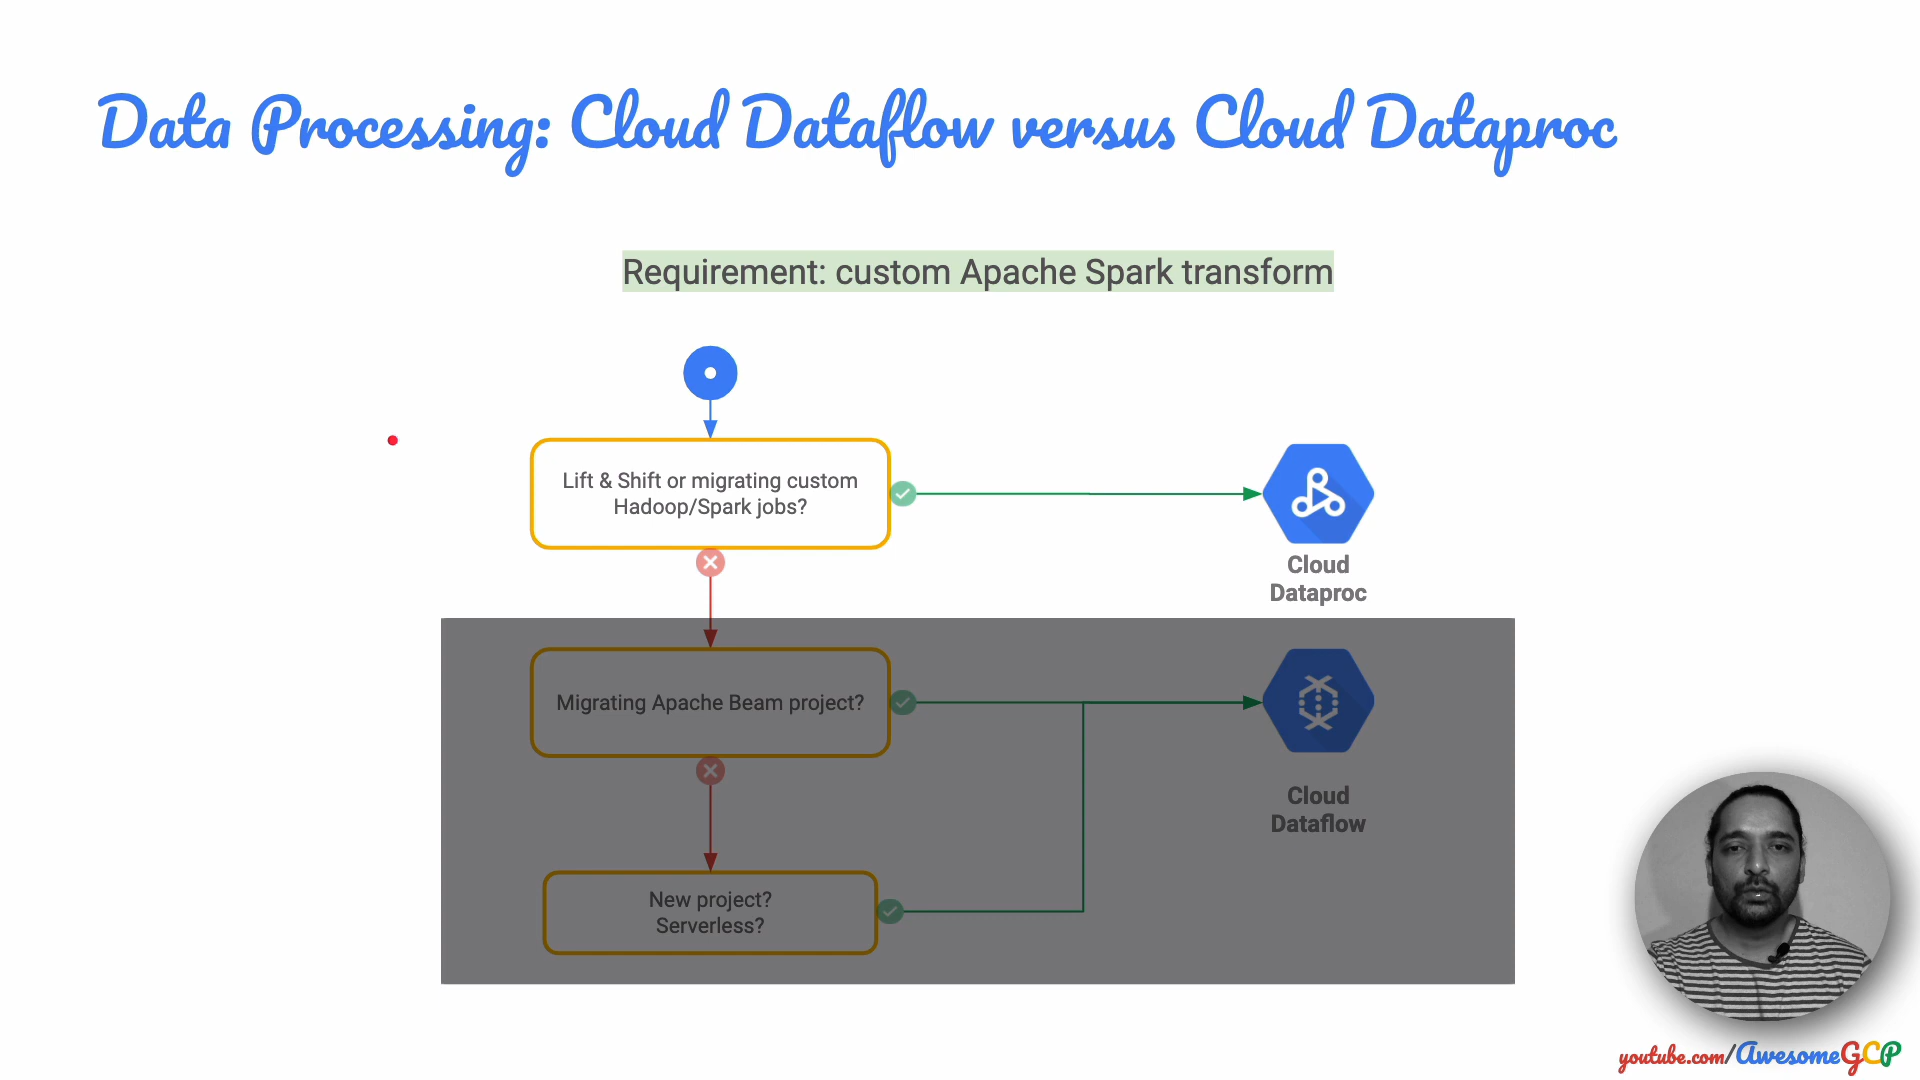 Data Processing: Cloud Dataflow versus Cloud Dataproc
Requirement: custom Apache Spark transform
Lift & Shift or migrating custom
Hadoop/Spark jobs?
Cloud
Dataproc
Migrating Apache Beam project?
Cloud
Dataflow
New project?
Serverless?
youtube.com/AwesomeGCP